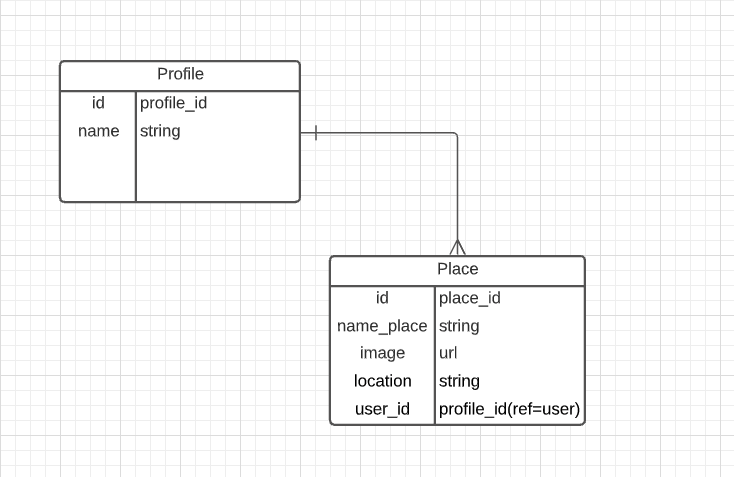 Profile
id profile_id
name string
Place
id place_id
name_place string
image url
location string
user_id profile_id(ref=user)